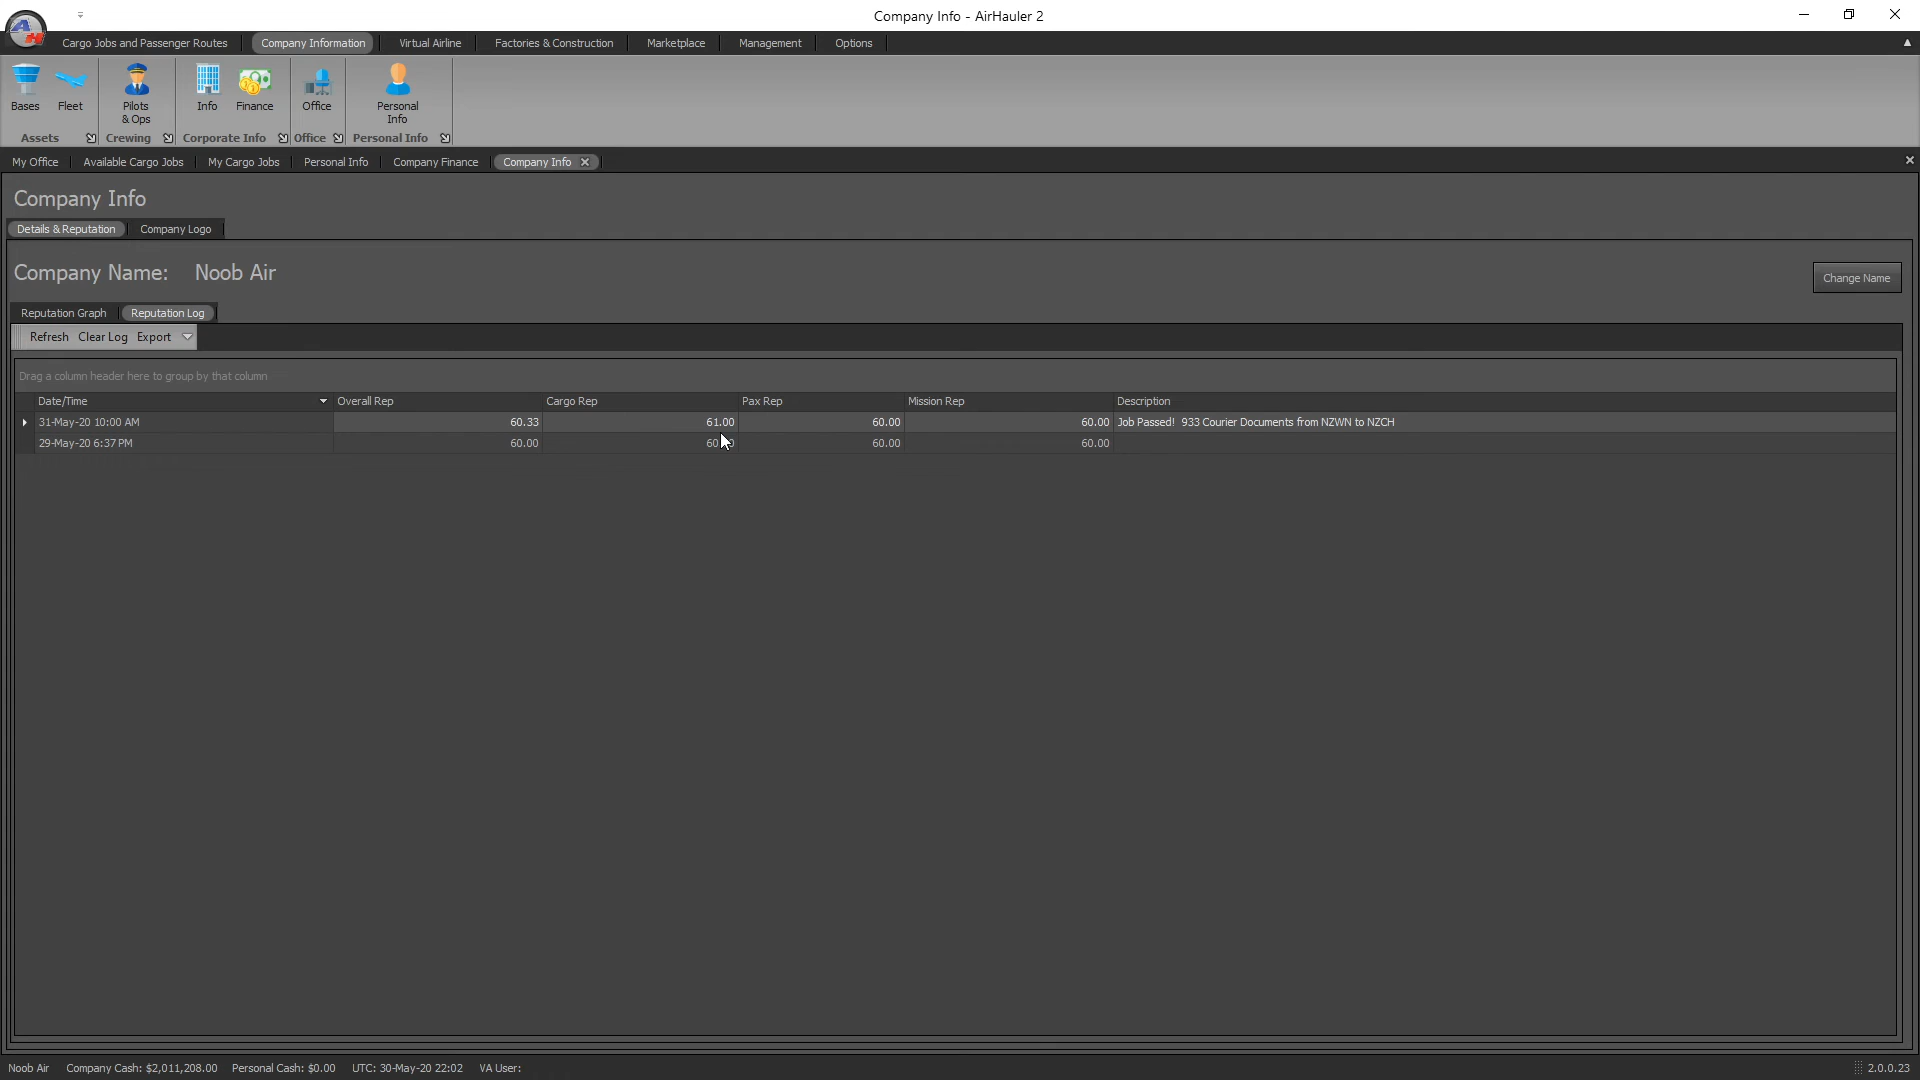 Company Info - AirHauler 2
Cargo Jobs and Passenger Routes Company Information Virtual Airline Factories & Construction Marketplace Management Options
Bases Fleet Pilots & Ops Info Finance Office Personal Info
Assets Crewing Corporate Info Office Personal Info
My Office Available Cargo Jobs My Cargo Jobs Personal Info Company Finance Company Info
Company Info
Details & Reputation Company Logo
Company Name: Noob Air
Change Name
Reputation Graph Reputation Log
Refresh Clear Log Export
Drag a column header here to group by that column
Date/Time Overall Rep Cargo Rep Pax Rep Mission Rep Description
31-May-20 10:00 AM 60.33 61.00 60.00 60.00 Job Passed! 933 Courier Documents from NZWN to NZCH
29-May-20 6:37 PM 60.00 60.00 60.00
Noob Air Company Cash: $2,011,208.00 Personal Cash: $0.00 UTC: 30-May-20 22:02 VA User: 2.0.0.23